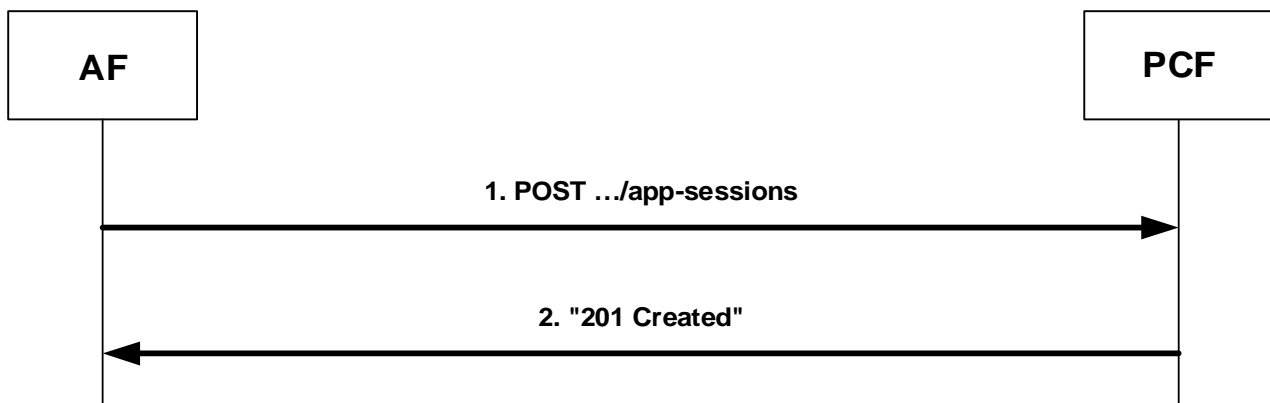 AF
PCF
1. POST …/app-sessions
2. "201 Created"